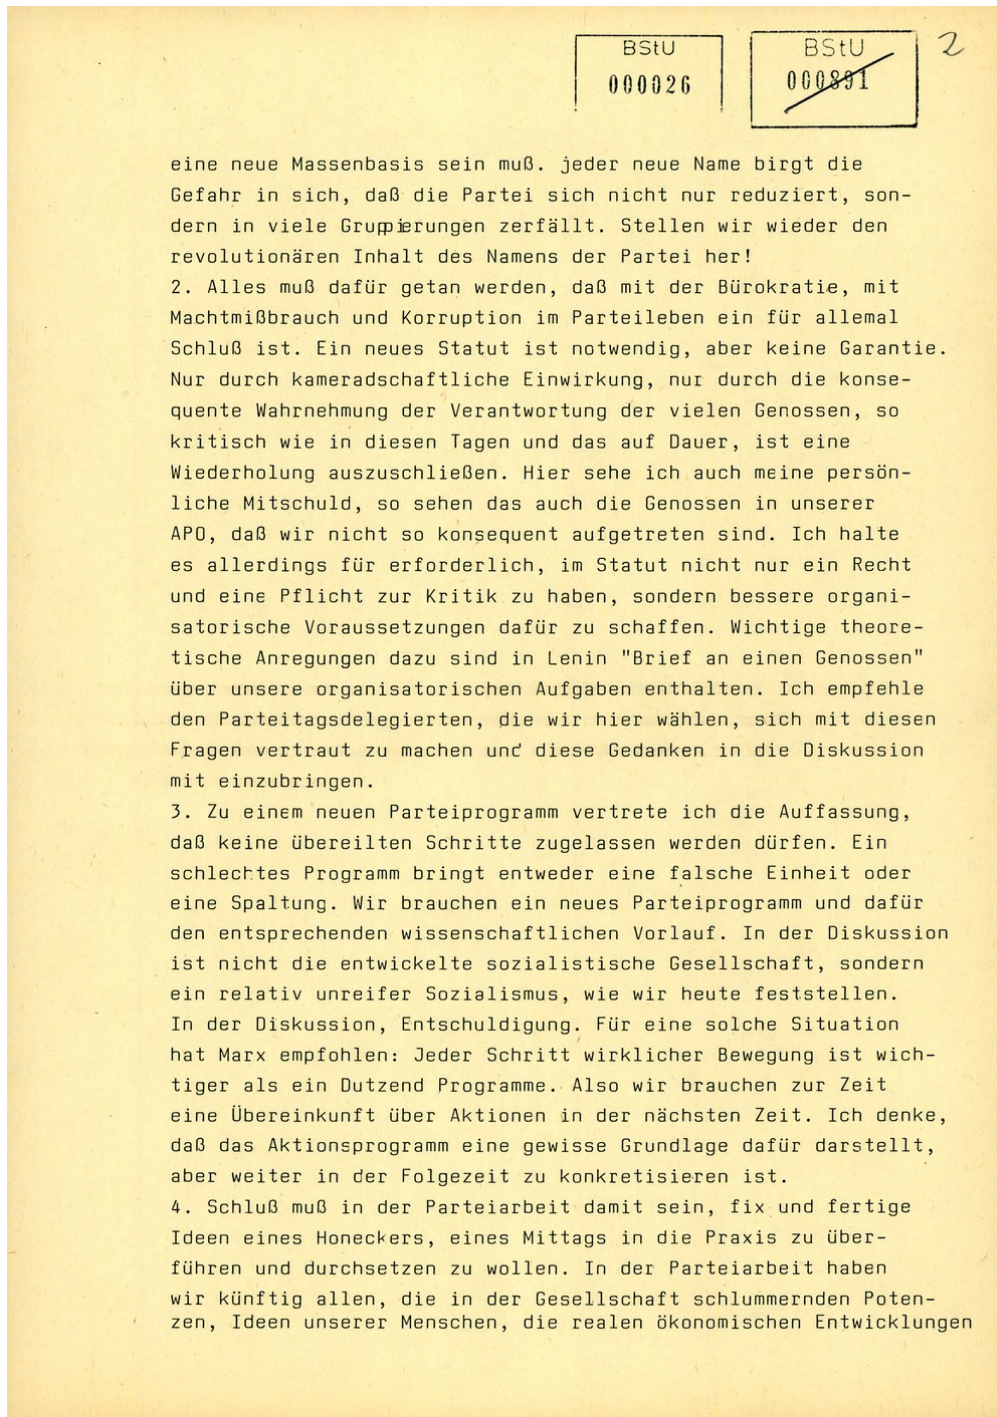 BStU
000026
BStU
000891
2
eine neue Massenbasis sein muß. jeder neue Name birgt die
Gefahr in sich, daß die Partei sich nicht nur reduziert, son-
dern in viele Gruppierungen zerfällt. Stellen wir wieder den
revolutionären Inhalt des Namens der Partei her!
2. Alles muß dafür getan werden, daß mit der Bürokratie, mit
Machtmißbrauch und Korruption im Parteileben ein für allemal
Schluß ist. Ein neues Statut ist notwendig, aber keine Garantie.
Nur durch kameradschaftliche Einwirkung, nur durch die konse-
quente Wahrnehmung der Verantwortung der vielen Genossen, so
kritisch wie in diesen Tagen und das auf Dauer, ist eine
Wiederholung auszuschließen. Hier sehe ich auch meine persön-
liche Mitschuld, so sehen das auch die Genossen in unserer
APO, daß wir nicht so konsequent aufgetreten sind. Ich halte
es allerdings für erforderlich, im Statut nicht nur ein Recht
und eine Pflicht zur Kritik zu haben, sondern bessere organi-
satorische Voraussetzungen dafür zu schaffen. Wichtige theore-
tische Anregungen dazu sind in Lenin "Brief an einen Genossen"
über unsere organisatorischen Aufgaben enthalten. Ich empfehle
den Parteitagsdelegierten, die wir hier wählen, sich mit diesen
Fragen vertraut zu machen und diese Gedanken in die Diskussion
mit einzubringen.
3. Zu einem neuen Parteiprogramm vertrete ich die Auffassung,
daß keine übereilten Schritte zugelassen werden dürfen. Ein
schlechtes Programm bringt entweder eine falsche Einheit oder
eine Spaltung. Wir brauchen ein neues Parteiprogramm und dafür
den entsprechenden wissenschaftlichen Vorlauf. In der Diskussion
ist nicht die entwickelte sozialistische Gesellschaft, sondern
ein relativ unreifer Sozialismus, wie wir heute feststellen.
In der Diskussion, Entschuldigung. Für eine solche Situation
hat Marx empfohlen: Jeder Schritt wirklicher Bewegung ist wich-
tiger als ein Dutzend Programme. Also wir brauchen zur Zeit
eine Übereinkunft über Aktionen in der nächsten Zeit. Ich denke,
daß das Aktionsprogramm eine gewisse Grundlage dafür darstellt,
aber weiter in der Folgezeit zu konkretisieren ist.
4. Schluß muß in der Parteiarbeit damit sein, fix und fertige
Ideen eines Honeckers, eines Mittags in die Praxis zu über-
führen und durchsetzen zu wollen. In der Parteiarbeit haben
wir künftig allen, die in der Gesellschaft schlummernden Poten-
zen, Ideen unserer Menschen, die realen ökonomischen Entwicklungen